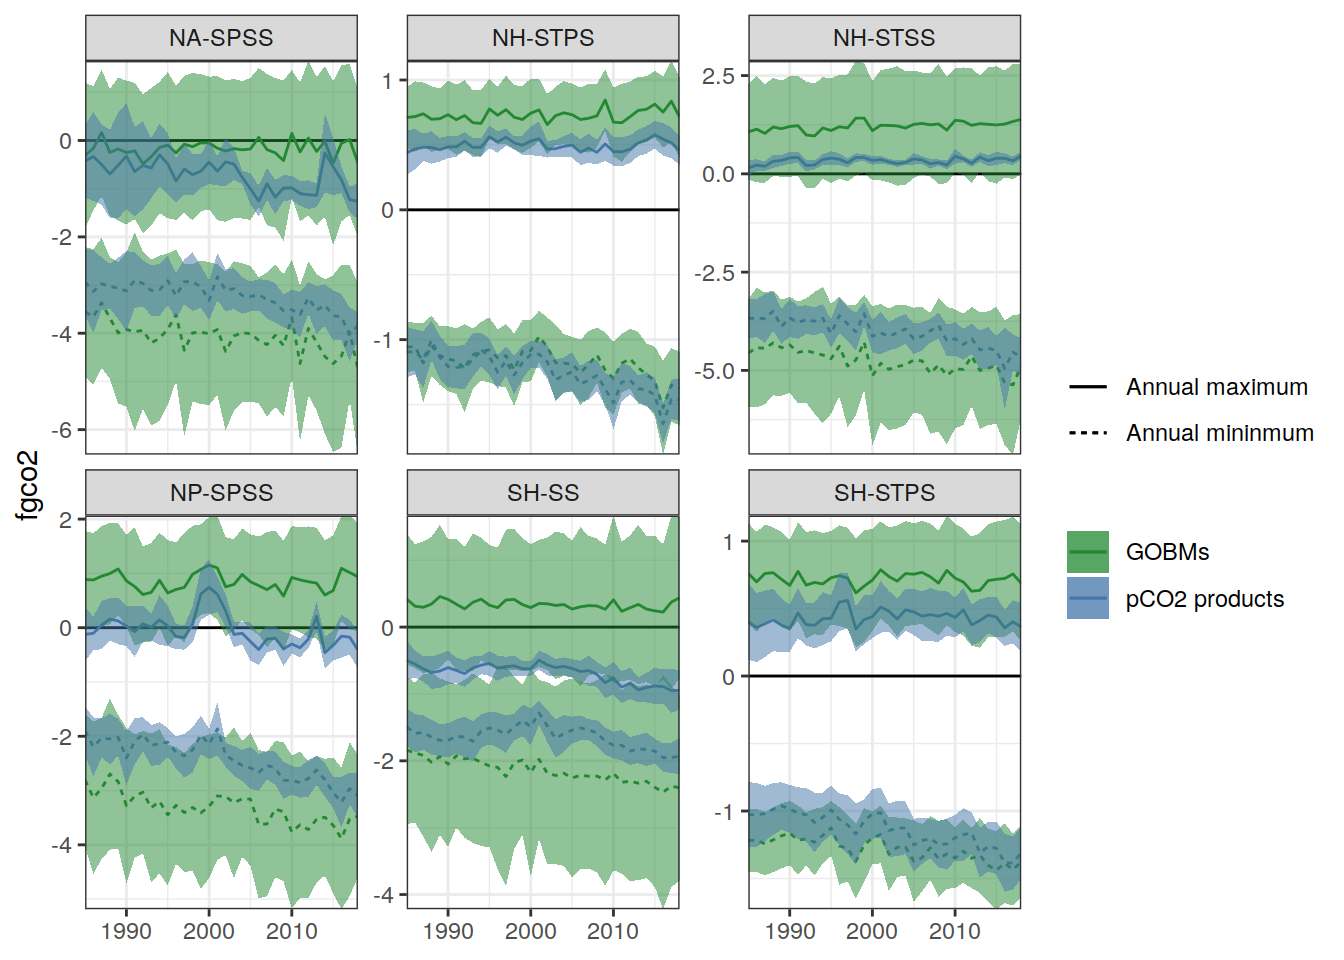 NA-SPSS
NH-STPS
NH-STSS
0
-2
-4
-6
1
0
-1
2.5
0.0
-2.5
-5.0
fgco2
NP-SPSS
SH-SS
SH-STPS
2
0
-2
-4
0
-2
-4
1
0
-1
1990 2000 2010
1990 2000 2010
1990 2000 2010
Annual maximum
Annual mininmum
GOBMs
pCO2 products